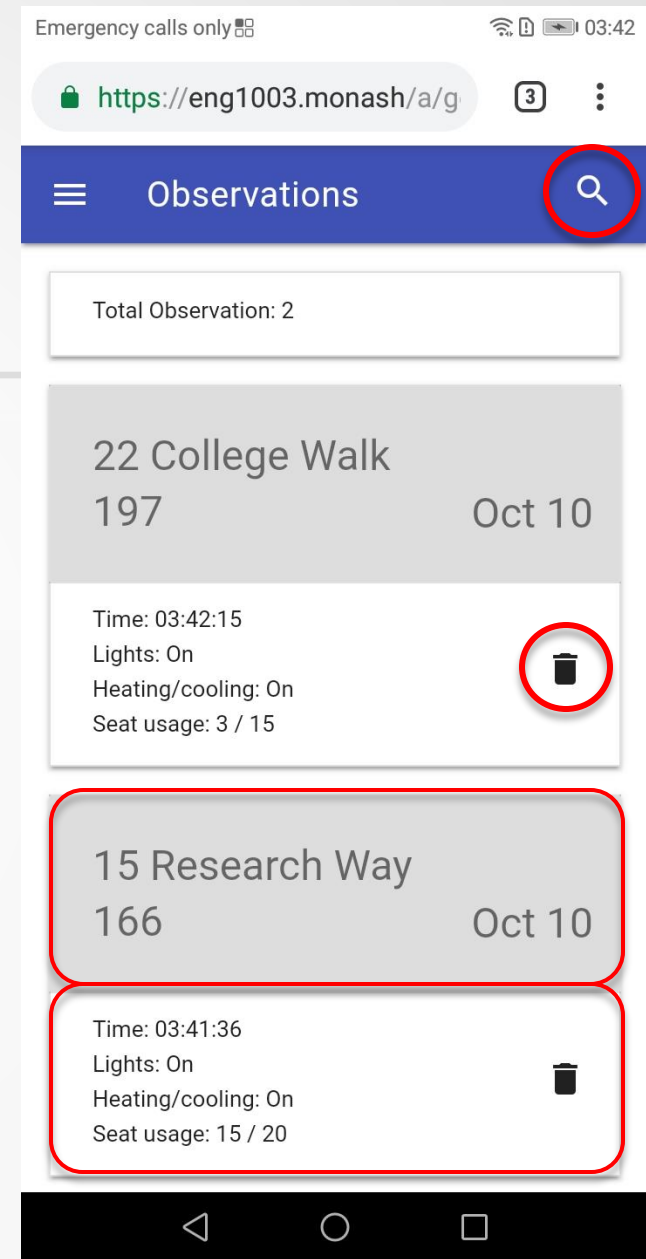 Emergency calls only 03:42
https://eng1003.monash/a/g 3
Observations
Total Observation: 2
22 College Walk
197 Oct 10
Time: 03:42:15
Lights: On
Heating/cooling: On
Seat usage: 3 / 15
15 Research Way
166 Oct 10
Time: 03:41:36
Lights: On
Heating/cooling: On
Seat usage: 15 / 20